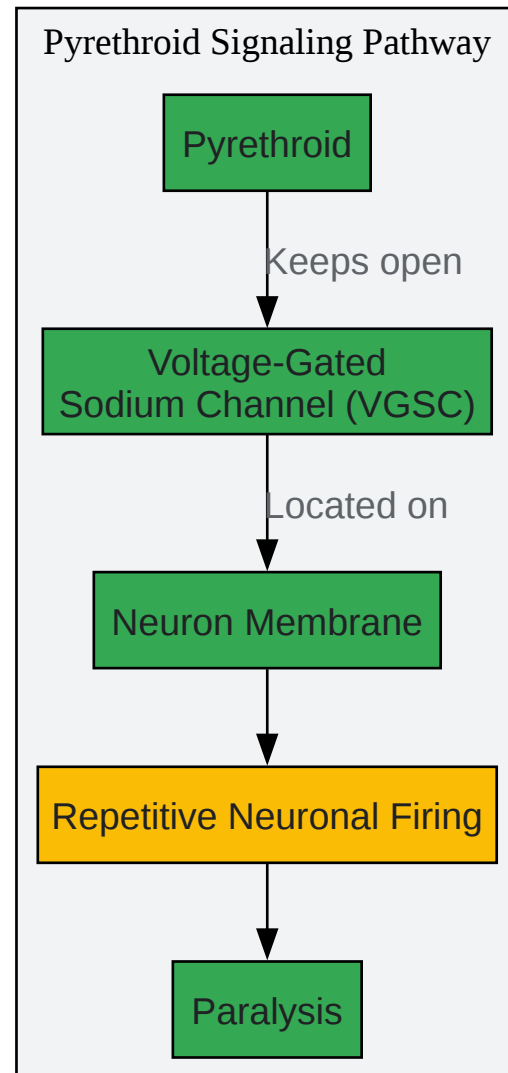 Pyrethroid Signaling Pathway
Pyrethroid
Keeps open
Voltage-Gated
Sodium Channel (VGSC)
Located on
Neuron Membrane
Repetitive Neuronal Firing
Paralysis